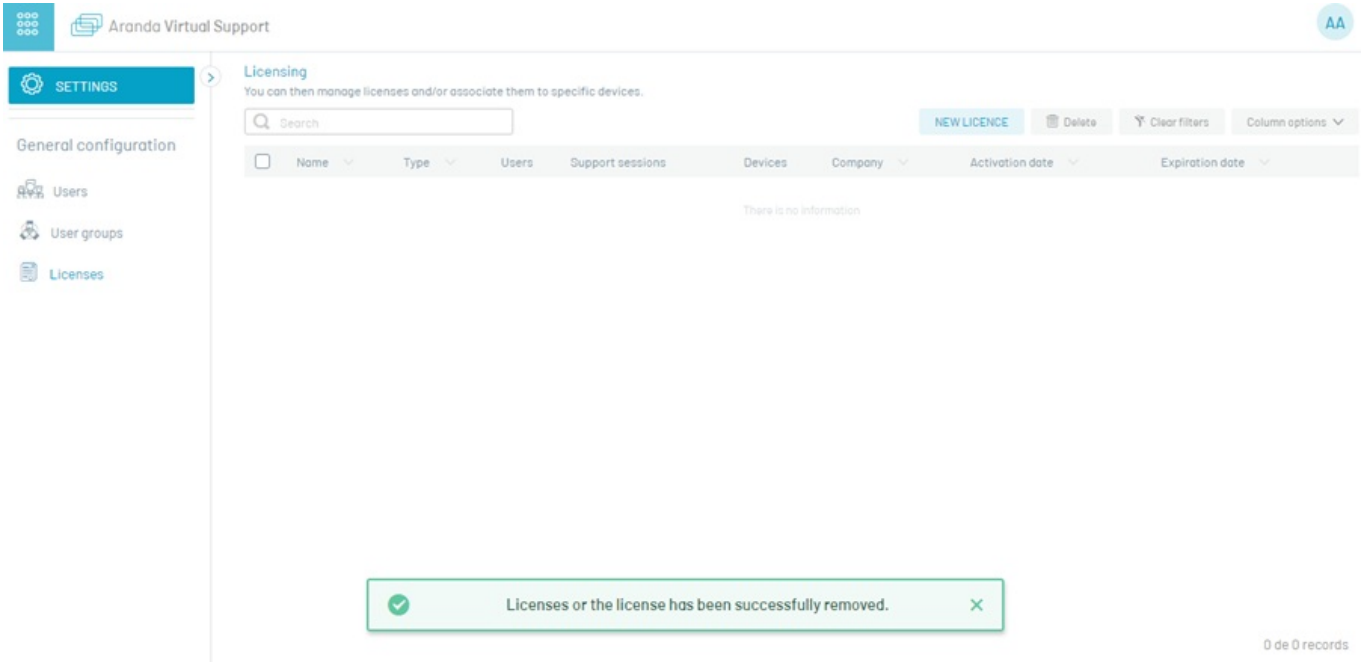 Aranda Virtual Support
AA
SETTINGS
General configuration
Users
User groups
Licenses
Licensing
You can then manage licenses and/or associate them to specific devices.
Search
NEW LICENCE Delete Clear filters Column options
Name Type Users Support sessions Devices Company Activation date Expiration date
There is no information
Licenses or the license has been successfully removed.
0 de 0 records